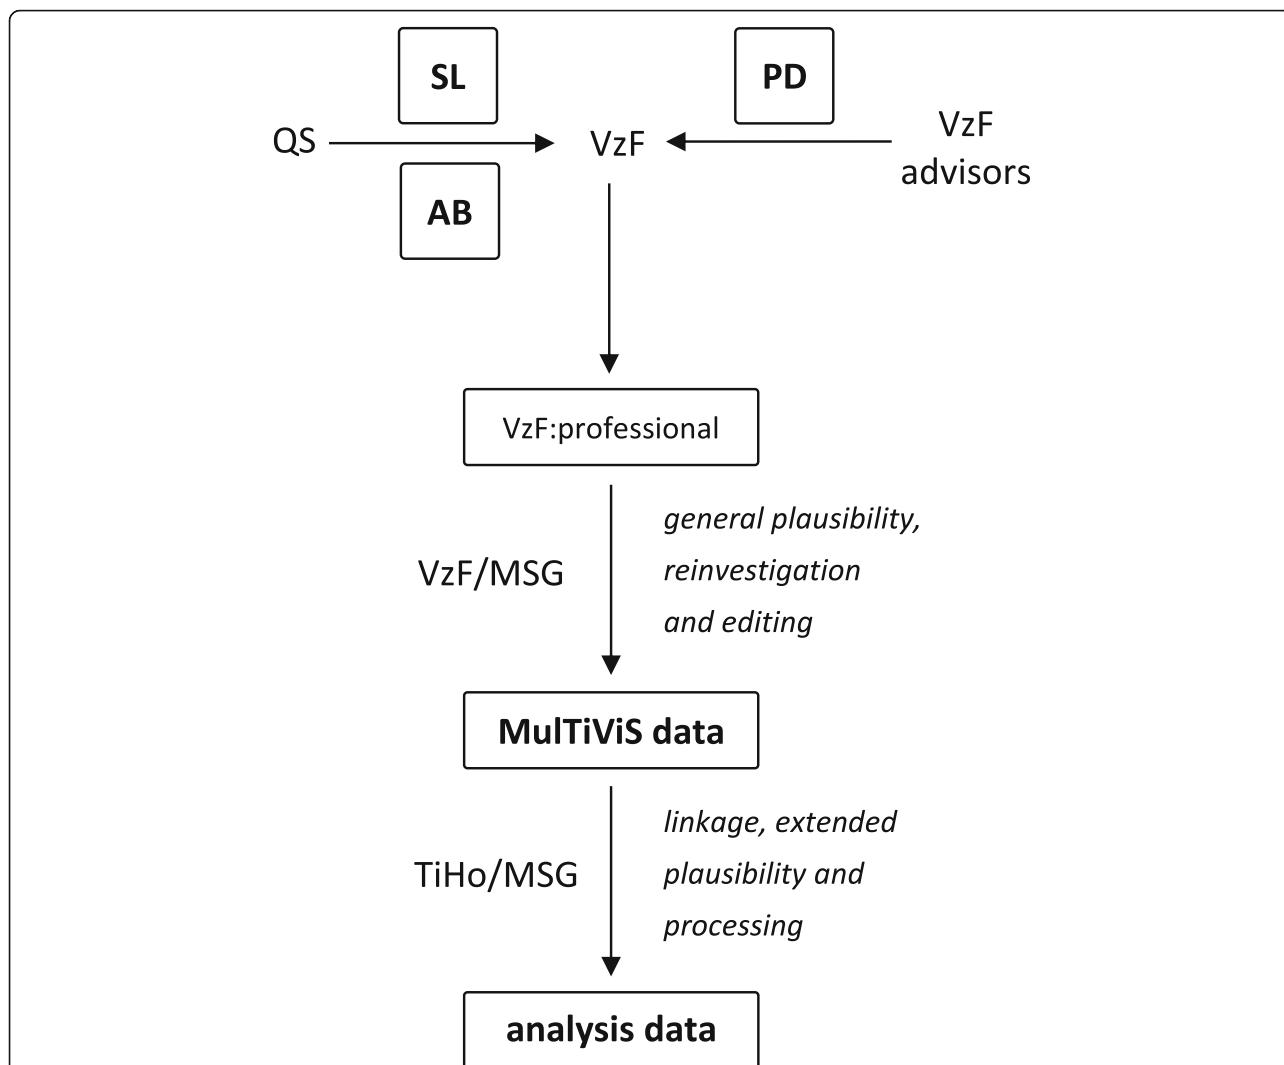 SL
PD
QS
VzF
VzF
advisors
AB
VzF:professional
general plausibility,
reinvestigation
and editing
VzF/MSG
MulTiViS data
linkage, extended
plausibility and
processing
TiHo/MSG
analysis data